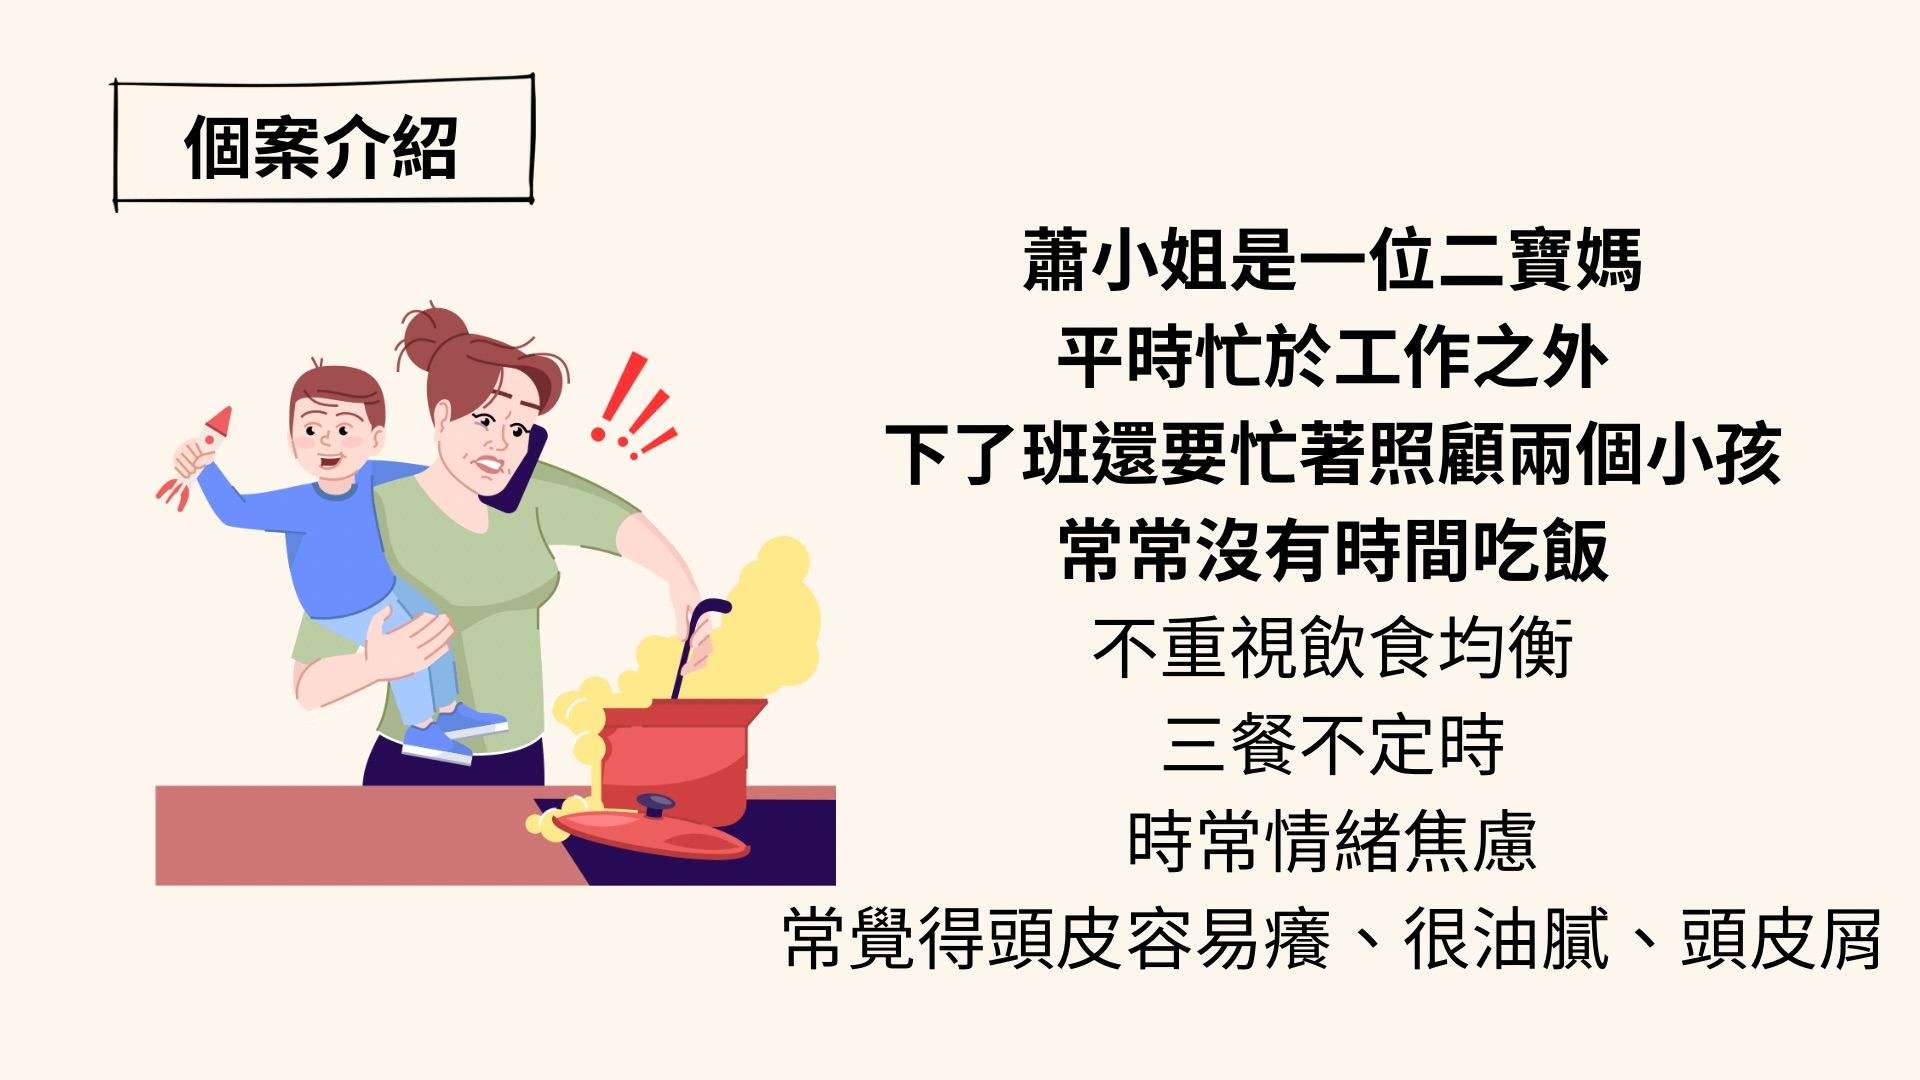 個案介紹
蕭小姐是一位二寶媽
平時忙於工作之外
下了班還要忙著照顧兩個小孩
常常沒有時間吃飯
不重視飲食均衡
三餐不定時
時常情緒焦慮
常覺得頭皮容易癢、很油膩、頭皮屑